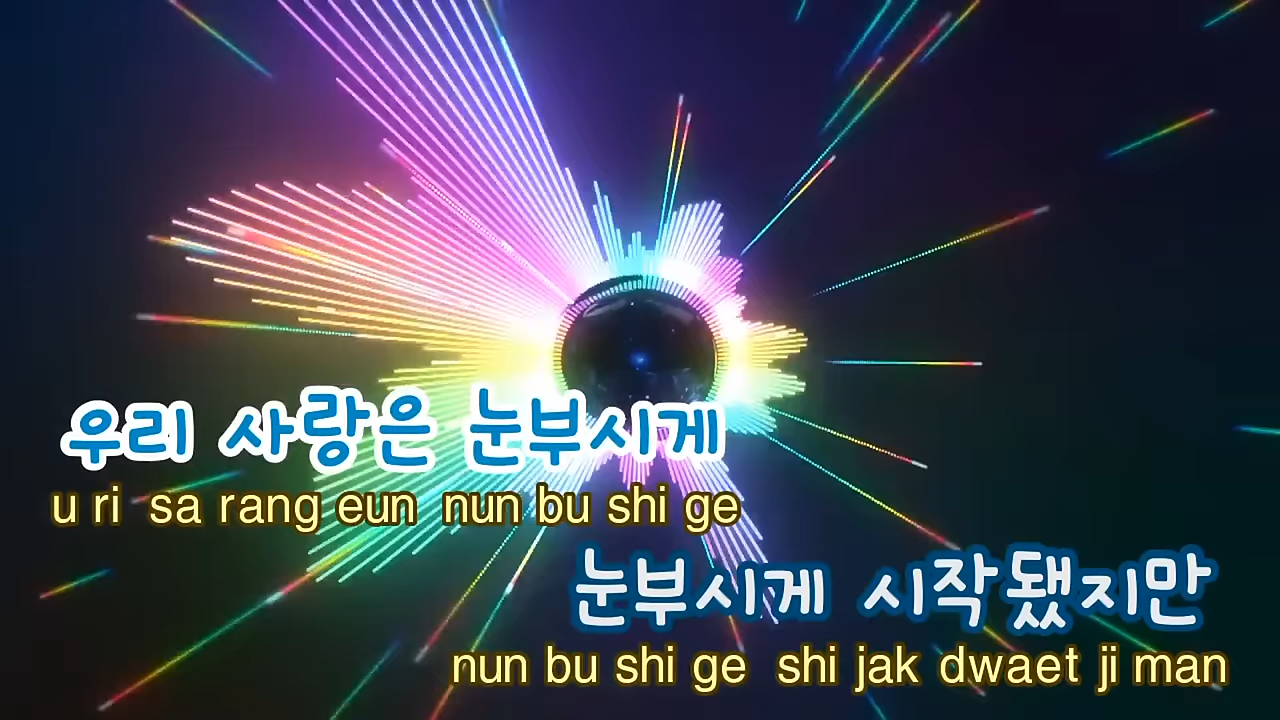 우리 사랑은 눈부시게
u ri sa rang eun nun bu shi ge
눈부시게 시작됐지만
nun bu shi ge shi jak dwaet ji man